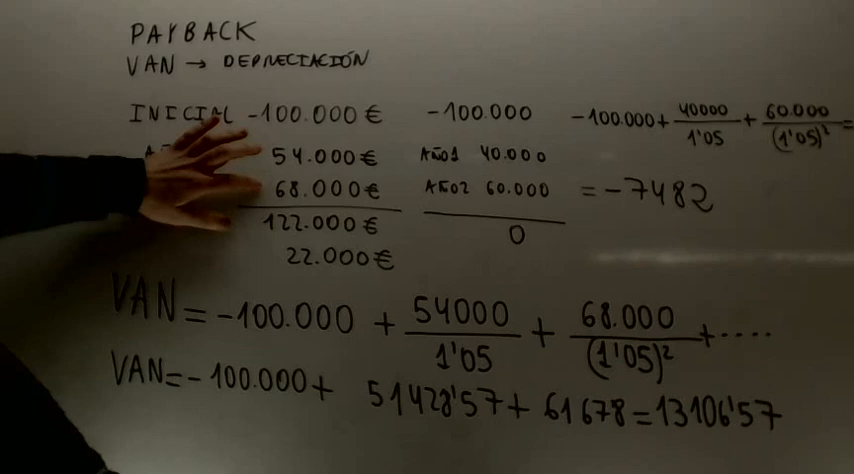 PAYBACK
VAN → DEPRECIACIÓN
INICIAL -100.000 € -100.000 -100.000 + 40000/1'05 + 60.000/(1'05)² =
54.000 € AÑO1 40.000
68.000 € AÑO2 60.000 = -7482
122.000 € 0
22.000 €
VAN = -100.000 + 54000/1'05 + 68.000/(1'05)² + ....
VAN = - 100.000 + 51428'57 + 61678 = 13106'57